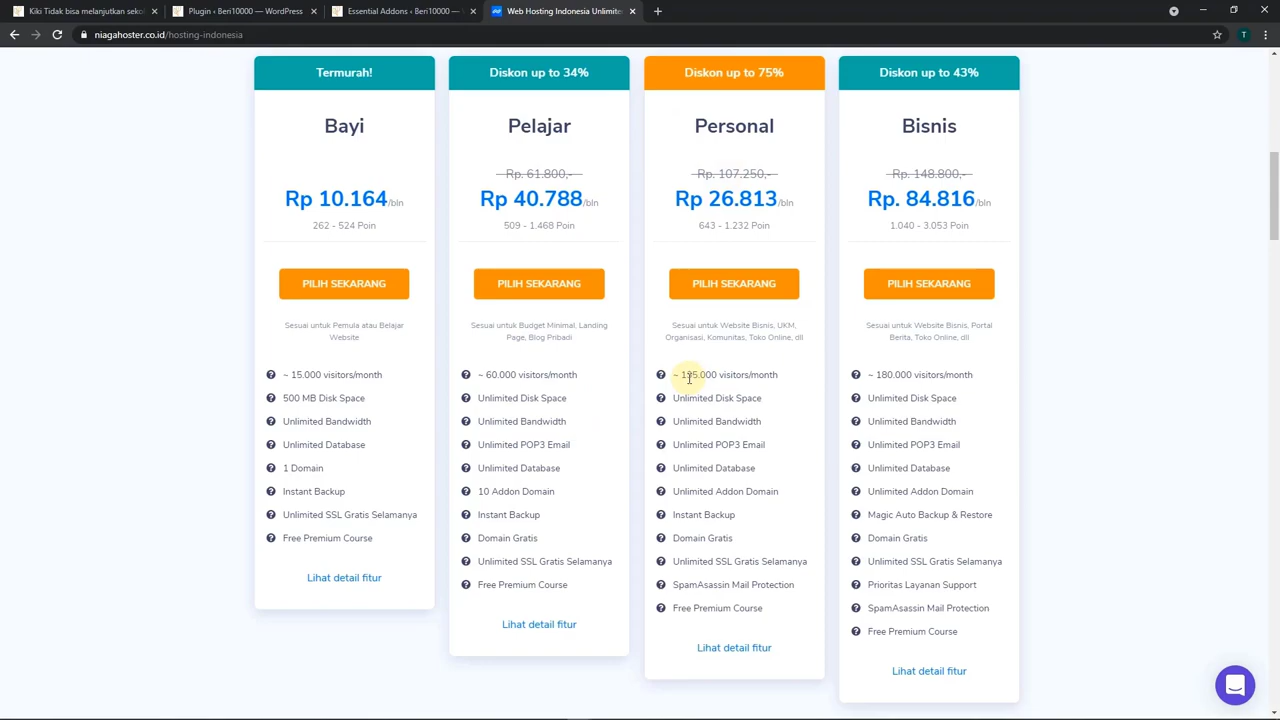 Kiki Tidak bisa melanjutkan sekol
Plugin ‹ Beri10000 — WordPress
Essential Addons ‹ Beri10000 —
Web Hosting Indonesia Unlimite
niagahoster.co.id/hosting-indonesia
T
Termurah!
Bayi
Rp 10.164/bln
262 - 524 Poin
PILIH SEKARANG
Sesuai untuk Pemula atau Belajar
Website
~ 15.000 visitors/month
500 MB Disk Space
Unlimited Bandwidth
Unlimited Database
1 Domain
Instant Backup
Unlimited SSL Gratis Selamanya
Free Premium Course
Lihat detail fitur
Diskon up to 34%
Pelajar
Rp. 61.800,-
Rp 40.788/bln
509 - 1.468 Poin
PILIH SEKARANG
Sesuai untuk Budget Minimal, Landing
Page, Blog Pribadi
~ 60.000 visitors/month
Unlimited Disk Space
Unlimited Bandwidth
Unlimited POP3 Email
Unlimited Database
10 Addon Domain
Instant Backup
Domain Gratis
Unlimited SSL Gratis Selamanya
Free Premium Course
Lihat detail fitur
Diskon up to 75%
Personal
Rp. 107.250,-
Rp 26.813/bln
643 - 1.232 Poin
PILIH SEKARANG
Sesuai untuk Website Bisnis, UKM,
Organisasi, Komunitas, Toko Online, dll
visitors/month
Unlimited Disk Space
Unlimited Bandwidth
Unlimited POP3 Email
Unlimited Database
Unlimited Addon Domain
Instant Backup
Domain Gratis
Unlimited SSL Gratis Selamanya
SpamAsassin Mail Protection
Free Premium Course
Lihat detail fitur
Diskon up to 43%
Bisnis
Rp. 148.800,-
Rp. 84.816/bln
1.040 - 3.053 Poin
PILIH SEKARANG
Sesuai untuk Website Bisnis, Portal
Berita, Toko Online, dll
~ 180.000 visitors/month
Unlimited Disk Space
Unlimited Bandwidth
Unlimited POP3 Email
Unlimited Database
Unlimited Addon Domain
Magic Auto Backup & Restore
Domain Gratis
Unlimited SSL Gratis Selamanya
Prioritas Layanan Support
SpamAsassin Mail Protection
Free Premium Course
Lihat detail fitur